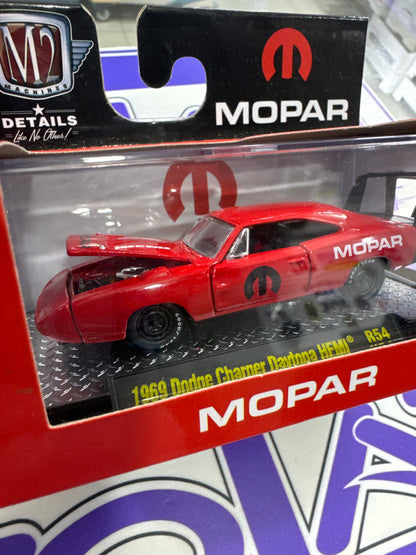 M2
MACHINES
DETAILS
Like No Other!
MOPAR
MOPAR
1969 Dodge Charger Daytona HEMI® R54
MOPAR